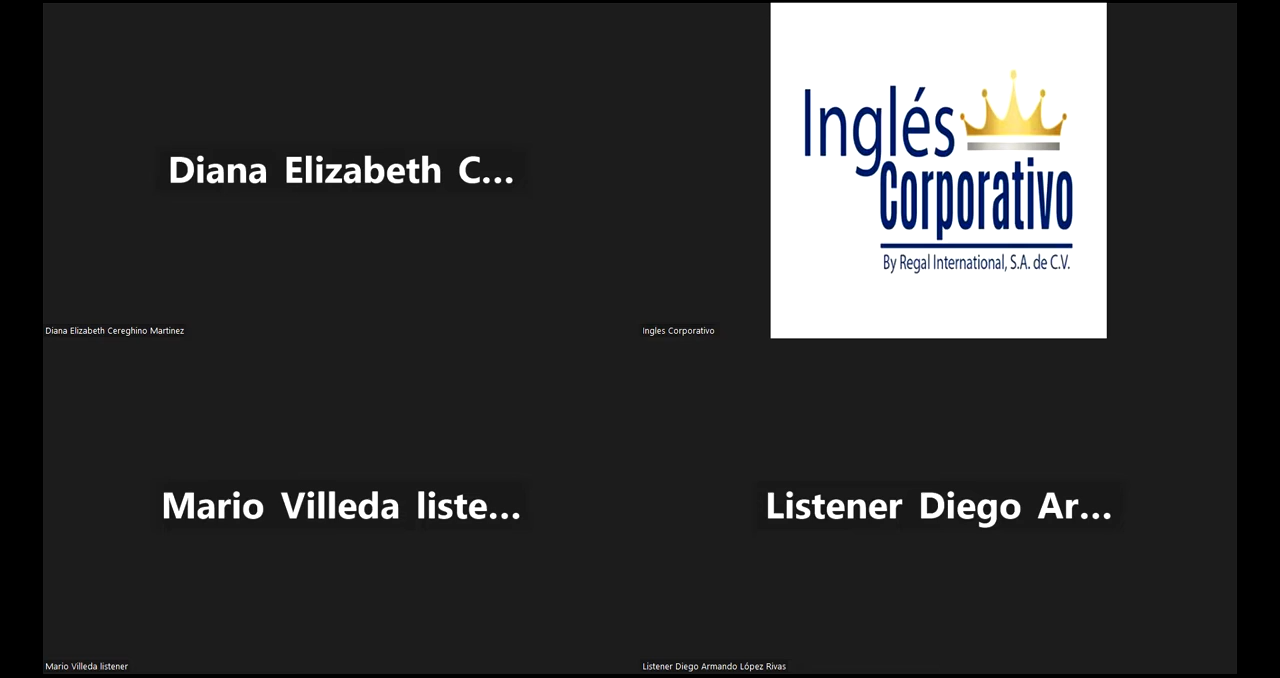 Diana Elizabeth C...
Diana Elizabeth Cereghino Martinez
Inglés
Corporativo
By Regal International, S.A. de C.V.
Ingles Corporativo
Mario Villeda liste...
Mario Villeda listener
Listener Diego Ar...
Listener Diego Armando López Rivas